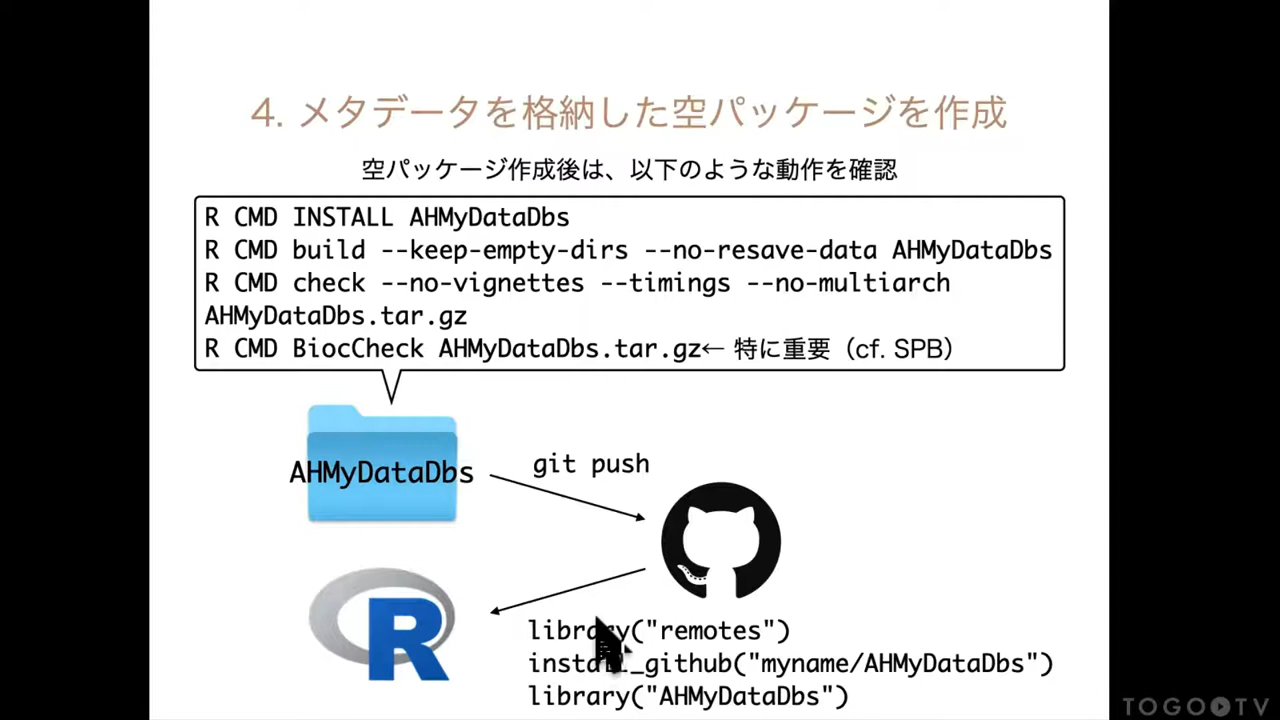 4. メタデータを格納した空パッケージを作成
空パッケージ作成後は、以下のような動作を確認
R CMD INSTALL AHMyDataDbs
R CMD build --keep-empty-dirs --no-resave-data AHMyDataDbs
R CMD check --no-vignettes --timings --no-multiarch
AHMyDataDbs.tar.gz
R CMD BiocCheck AHMyDataDbs.tar.gz← 特に重要（cf. SPB）
AHMyDataDbs
git push
R
library("remotes")
install_github("myname/AHMyDataDbs")
library("AHMyDataDbs")
TOGO TV